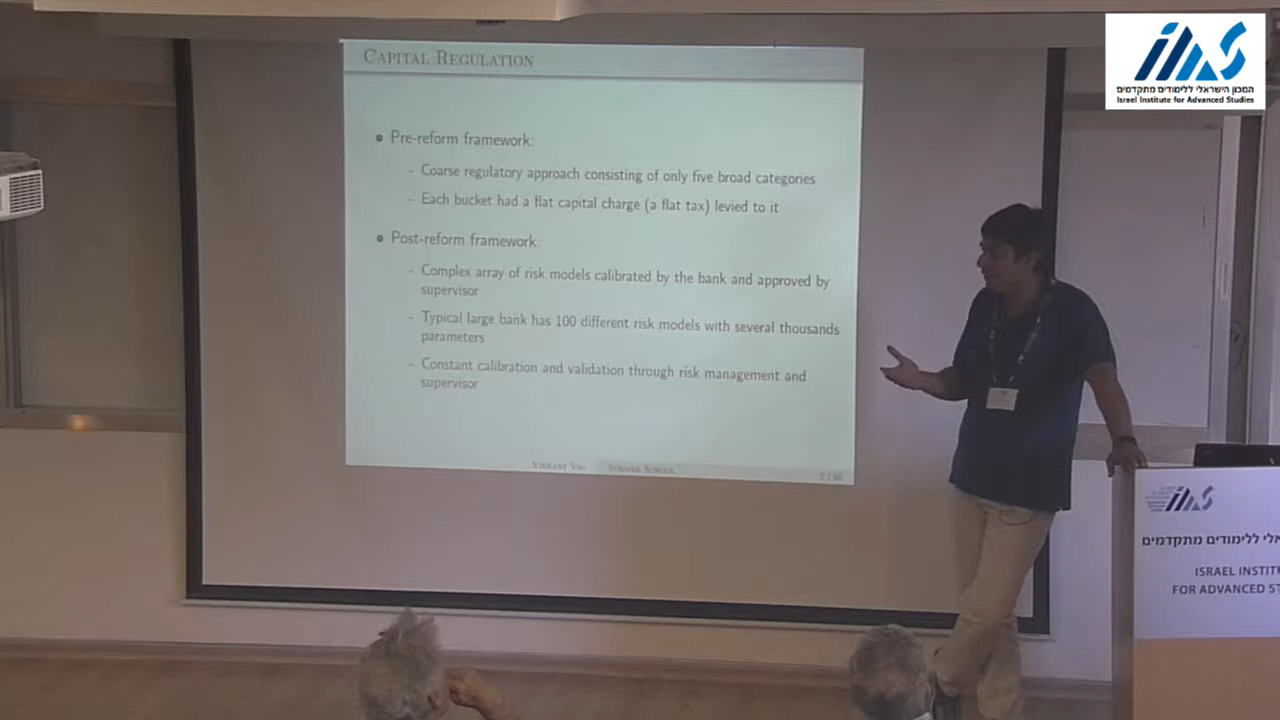 CAPITAL REGULATION
Pre-reform framework:
- Coarse regulatory approach consisting of only five broad categories
- Each bucket had a flat capital charge (a flat tax) levied to it
Post-reform framework:
- Complex array of risk models calibrated by the bank and approved by
supervisor
- Typical large bank has 100 different risk models with several thousands
parameters
- Constant calibration and validation through risk management and
supervisor
VIKRANT VIG SUMMER SCHOOL
המכון הישראלי ללימודים מתקדמים
Israel Institute for Advanced Studies
ללימודים מתקדמים
ISRAEL
FOR ADVANCED